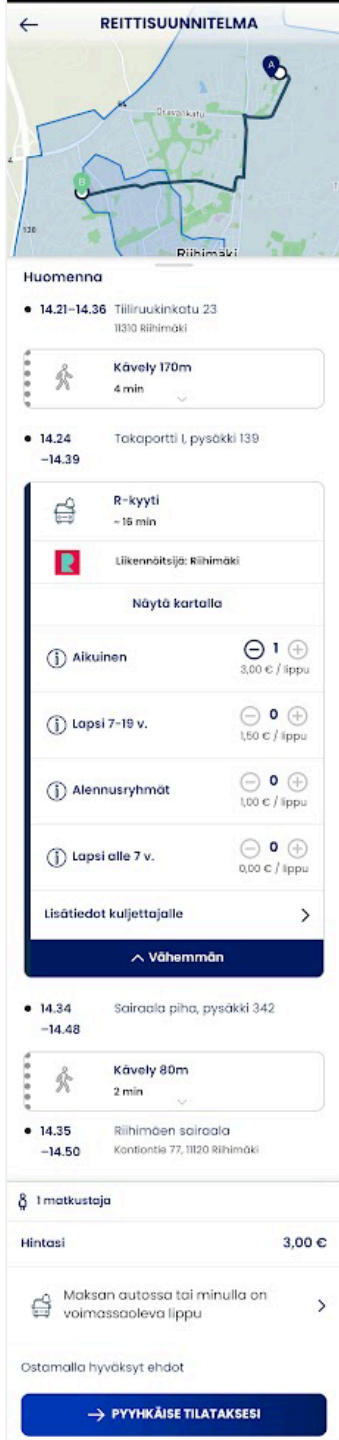 REITTISUUNNITELMA
A
54
Oravankatu
B
130
Riihimäki
Huomenna
14.21–14.36 Tiiliruukinkatu 23
11310 Riihimäki
Kävely 170m
4 min
14.24 Takaportti I, pysäkki 139
–14.39
R-kyyti
~ 16 min
R
Liikennöitsijä: Riihimäki
Näytä kartalla
Aikuinen 1
3,00 € / lippu
Lapsi 7-19 v. 0
1,50 € / lippu
Alennusryhmät 0
1,00 € / lippu
Lapsi alle 7 v. 0
0,00 € / lippu
Lisätiedot kuljettajalle
Vähemmän
14.34 Sairaala piha, pysäkki 342
–14.48
Kävely 80m
2 min
14.35 Riihimäen sairaala
–14.50 Kontiontie 77, 11120 Riihimäki
1 matkustaja
Hintasi 3,00 €
Maksan autossa tai minulla on
voimassaoleva lippu
Ostamalla hyväksyt ehdot
PYYHKÄISE TILATAKSESI